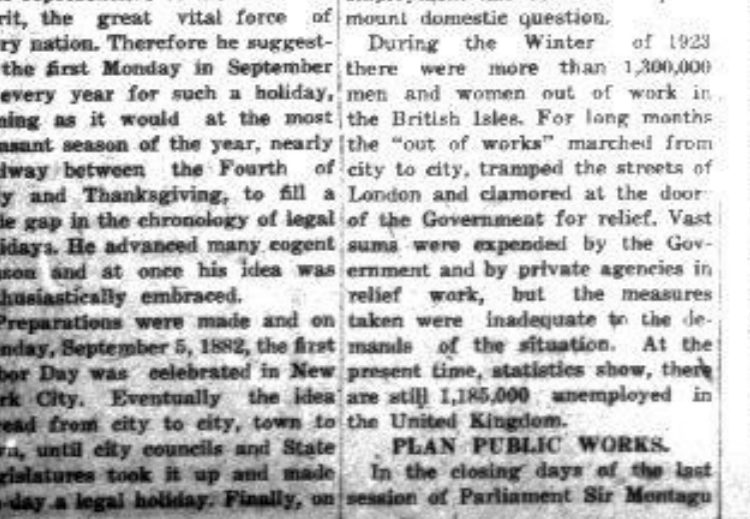 rit, the great vital force of
ry nation. Therefore he suggest-
the first Monday in September
every year for such a holiday,
ning as it would at the most
asant season of the year, nearly
dway between the Fourth of
y and Thanksgiving, to fill a
le gap in the chronology of legal
idays. He advanced many cogent
son and at once his idea was
husiastically embraced.
Preparations were made and on
nday, September 5, 1882, the first
bor Day was celebrated in New
rk City. Eventually the idea
read from city to city, town to
n, until city councils and State
gislatures took it up and made
-day a legal holiday. Finally, on
mount domestic question.
During the Winter of 1923
there were more than 1,300,000
men and women out of work in
the British Isles. For long months
the "out of works" marched from
city to city, tramped the streets of
London and clamored at the door
of the Government for relief. Vast
sums were expended by the Gov-
ernment and by private agencies in
relief work, but the measures
taken were inadequate to the de-
mands of the situation. At the
present time, statistics show, there
are still 1,185,000 unemployed in
the United Kingdom.
PLAN PUBLIC WORKS.
In the closing days of the last
session of Parliament Sir Montagu